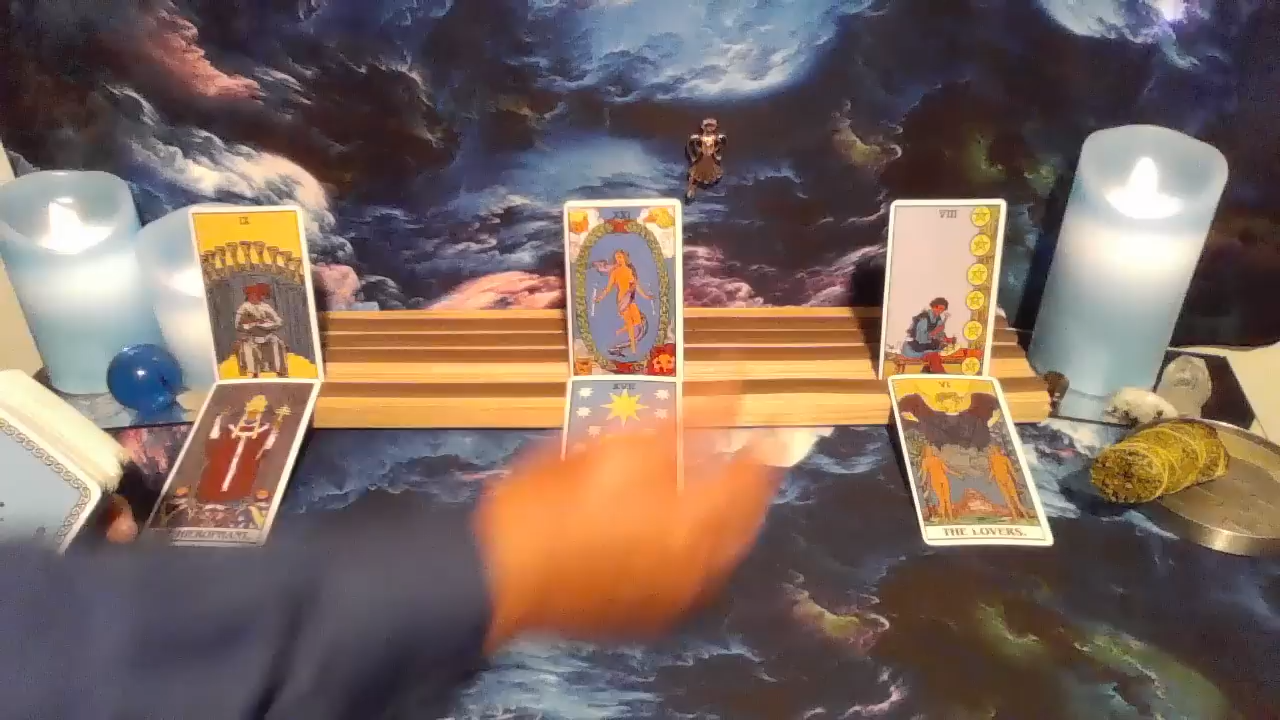 IX
XXI
VIII
HIEROPHANT.
XVII
VI
THE LOVERS.